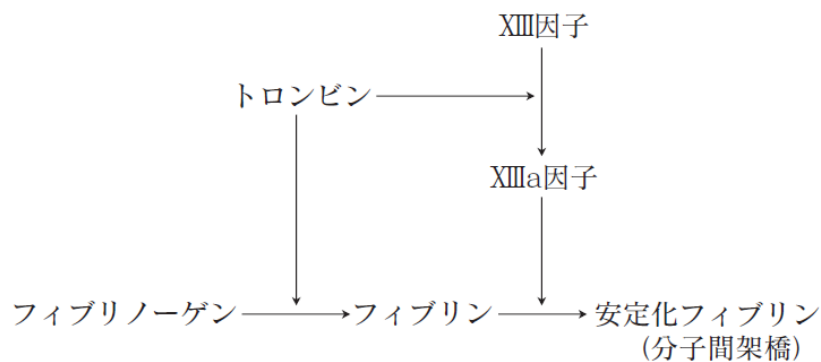 XIII因子
トロンビン
XIIIa因子
フィブリノーゲン
フィブリン
安定化フィブリン
(分子間架橋)